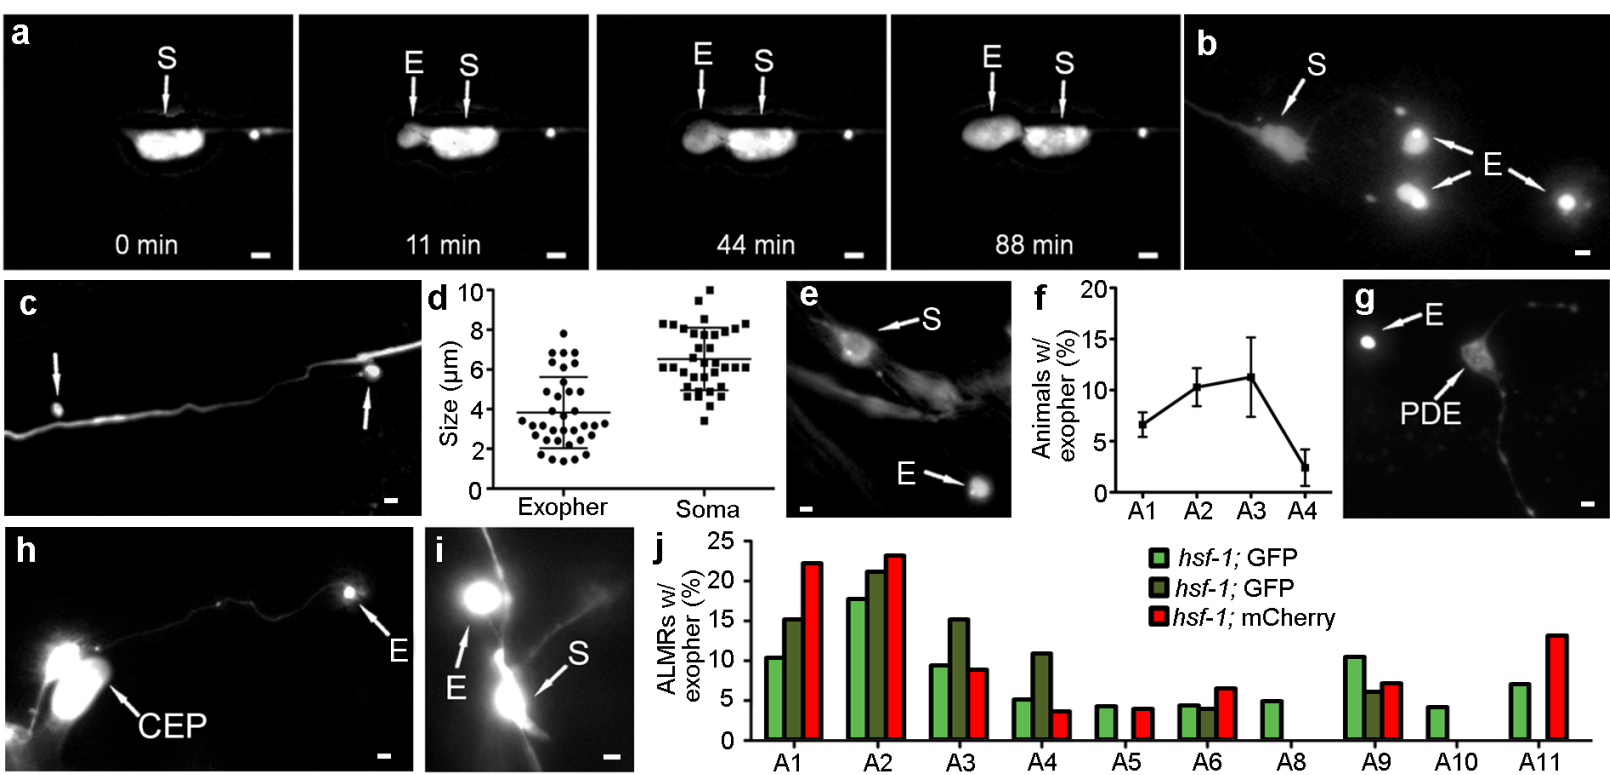 a
S
0 min
E
S
11 min
E
S
44 min
E
S
88 min
b
S
E
c
d
Size (µm)
10
8
6
4
2
0
Exopher
Soma
e
S
E
f
Animals w/
exopher (%)
20
15
10
5
0
A1
A2
A3
A4
g
E
PDE
h
E
CEP
i
E
S
j
ALMRs w/
exopher (%)
25
20
15
10
5
0
A1
A2
A3
A4
A5
A6
A8
A9
A10
A11
hsf-1; GFP
hsf-1; GFP
hsf-1; mCherry